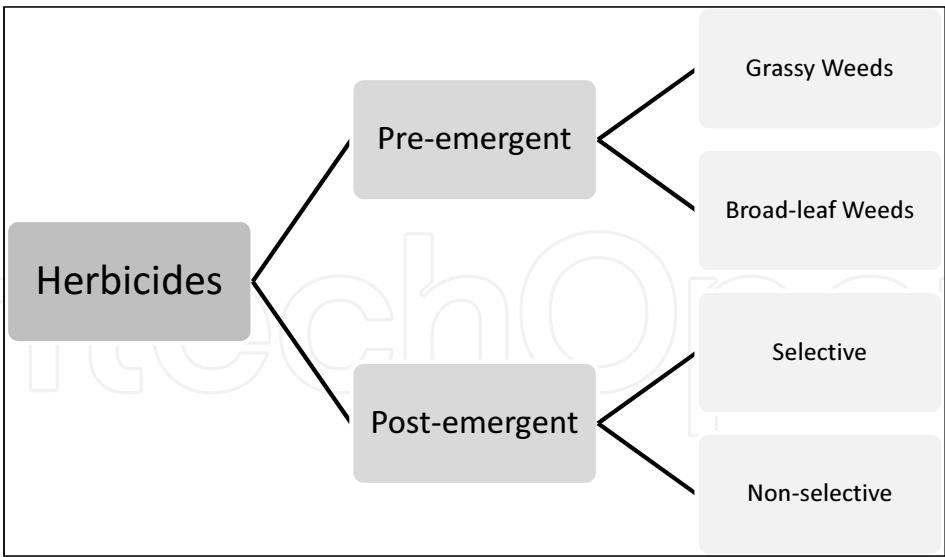 Herbicides
Pre-emergent
Post-emergent
Grassy Weeds
Broad-leaf Weeds
Selective
Non-selective